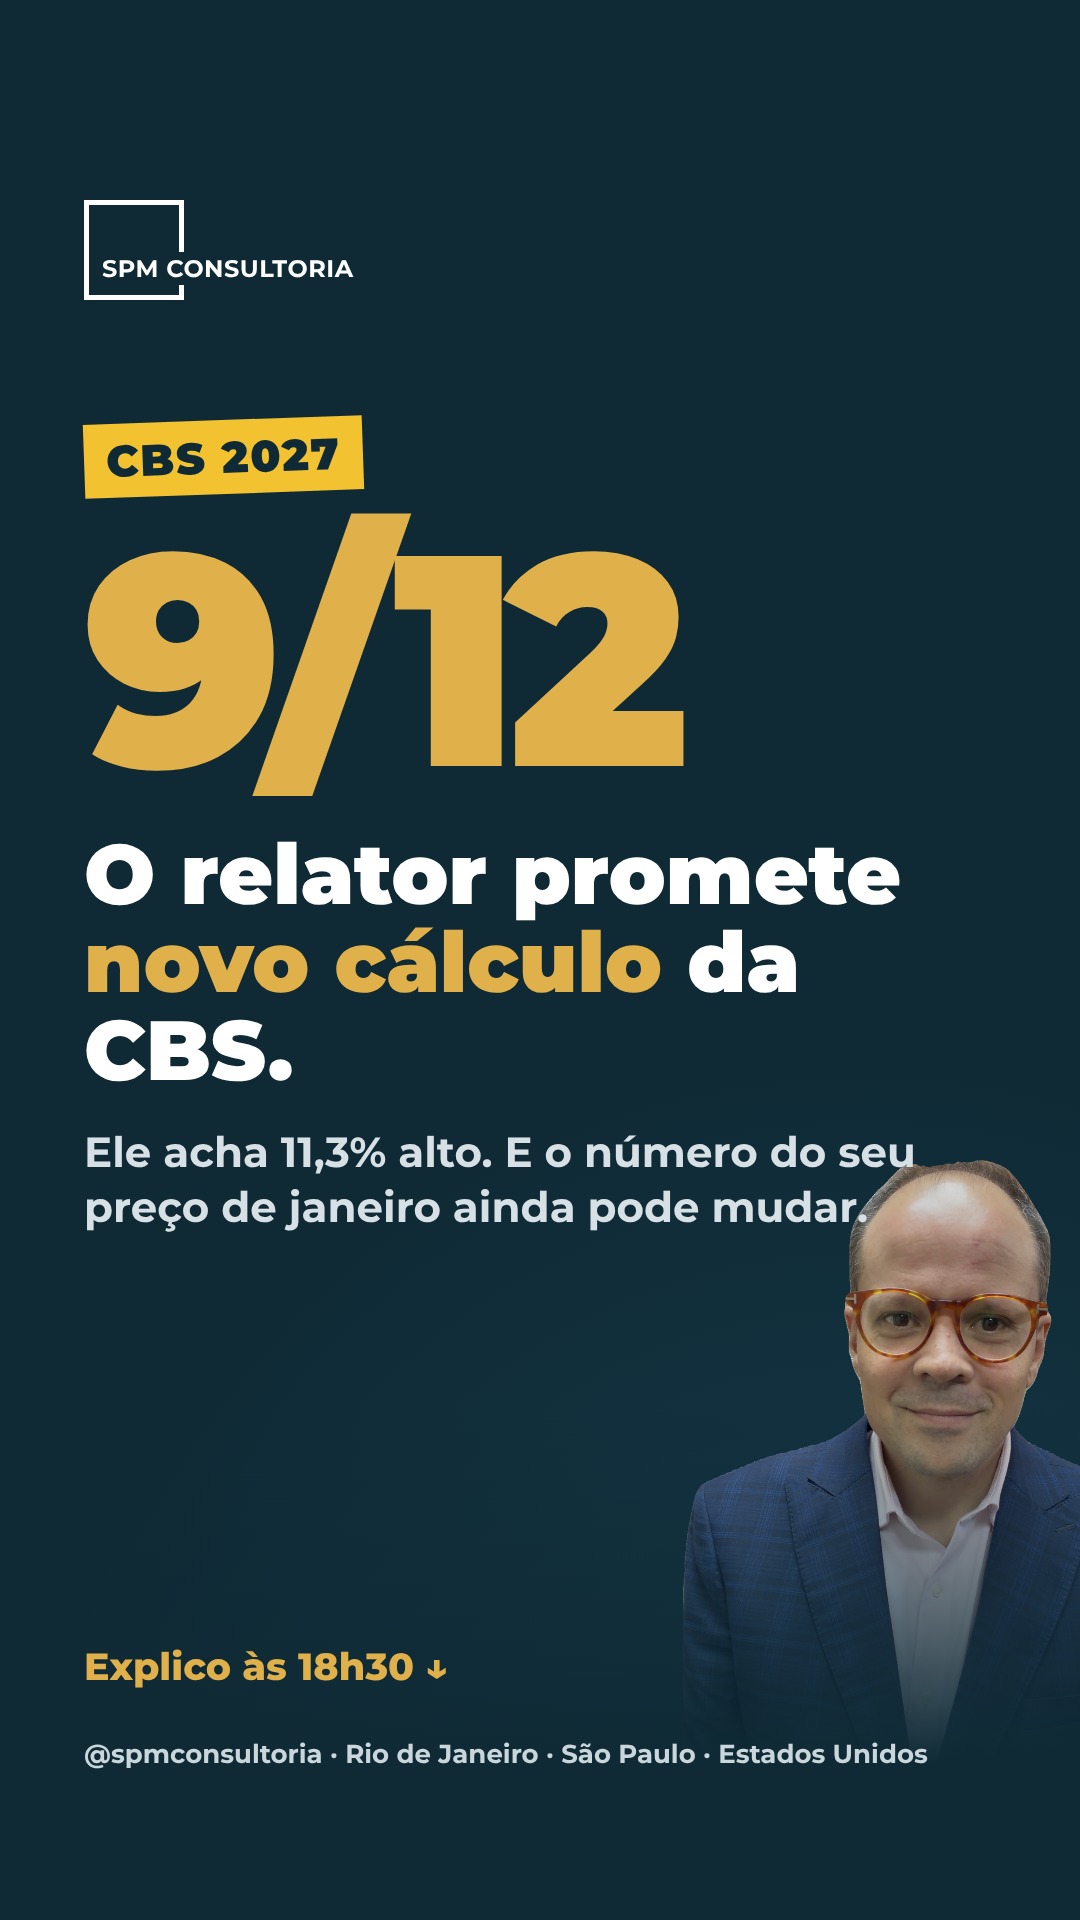 SPM CONSULTORIA
CBS 2027
9/12
O relator promete
novo cálculo da
CBS.
Ele acha 11,3% alto. E o número do seu
preço de janeiro ainda pode mudar.
Explico às 18h30 ↓
@spmconsultoria · Rio de Janeiro · São Paulo · Estados Unidos